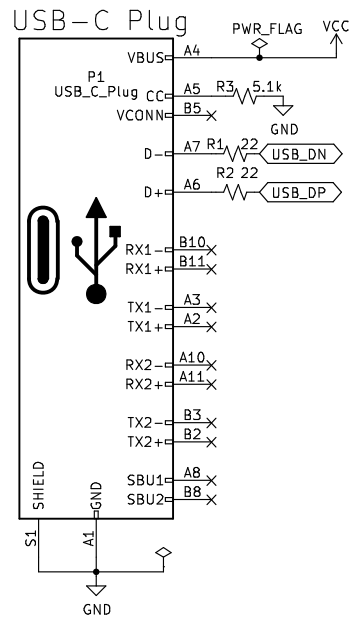 USB-C Plug
PWR_FLAG
VCC
VBUS A4
P1
USB_C_Plug
CC A5 R3 5.1k
VCONN B5
GND
D- A7 R1 22 USB_DN
D+ A6 R2 22 USB_DP
RX1- B10
RX1+ B11
TX1- A3
TX1+ A2
RX2- A10
RX2+ A11
TX2- B3
TX2+ B2
SBU1 A8
SBU2 B8
SHIELD
GND
S1
A1
GND